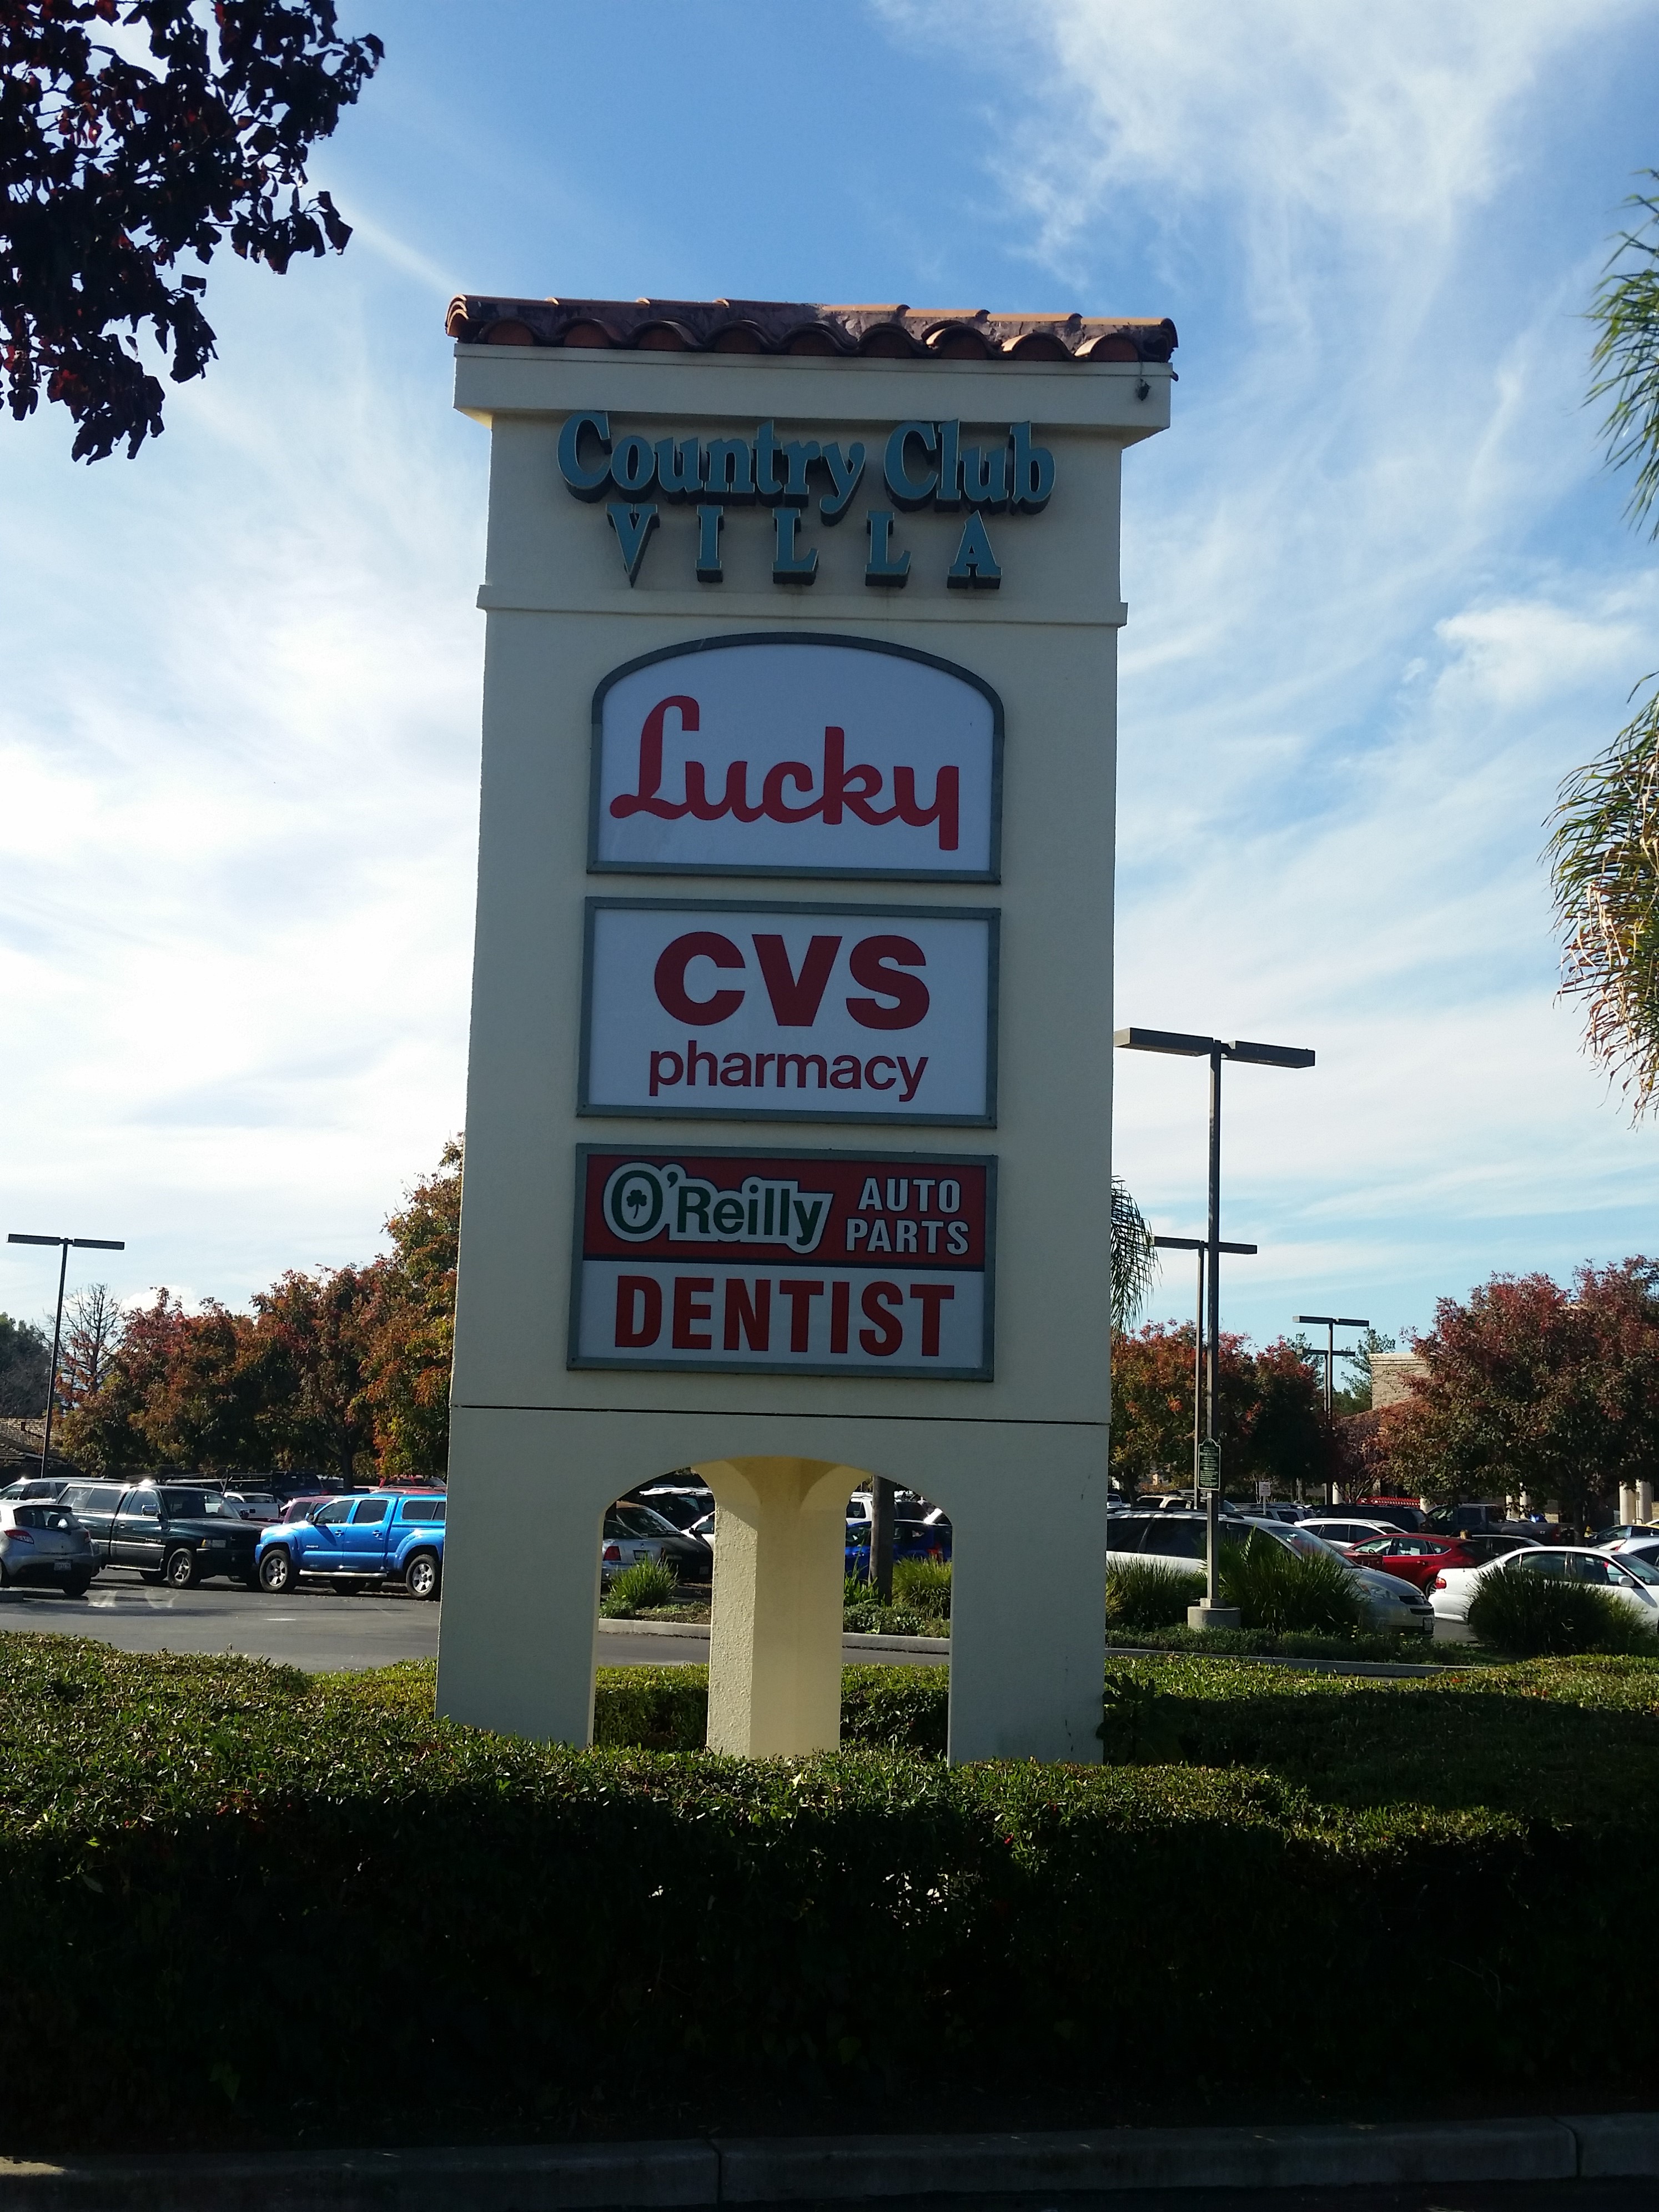 Country Club
VILLA
Lucky
CVS
pharmacy
O'Reilly AUTO
PARTS
DENTIST